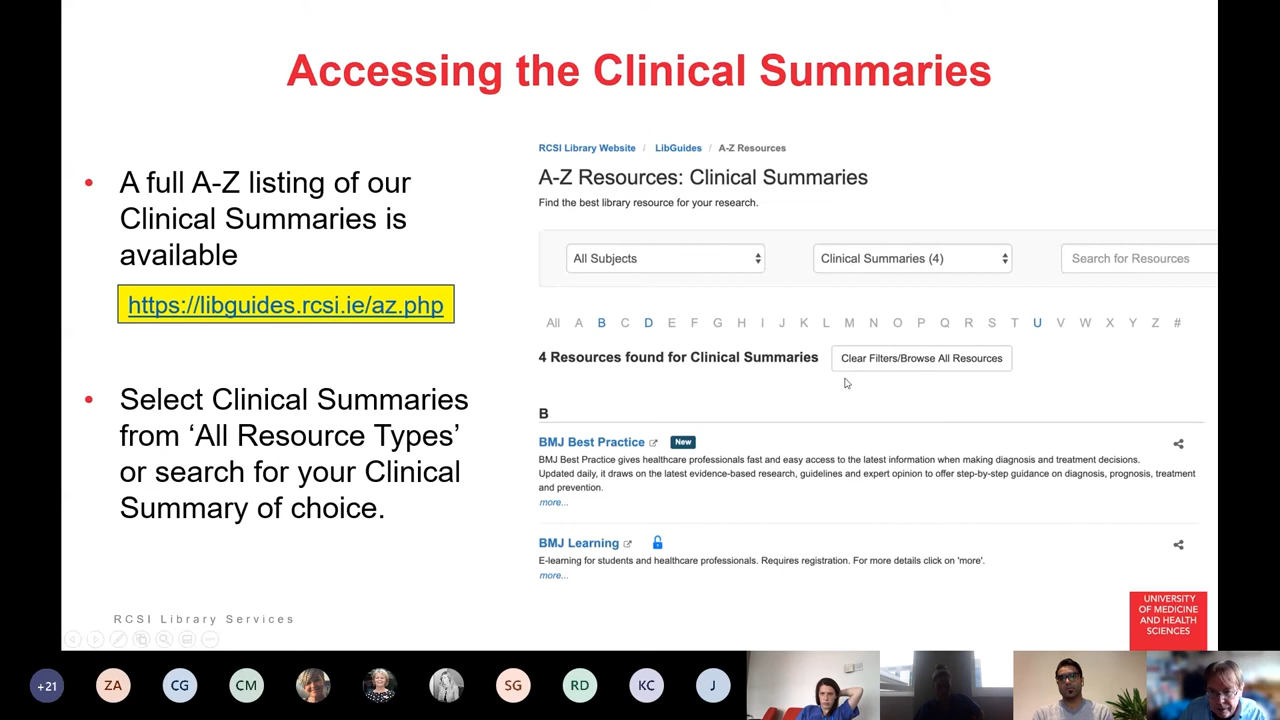 Accessing the Clinical Summaries
• A full A-Z listing of our
Clinical Summaries is
available
https://libguides.rcsi.ie/az.php
• Select Clinical Summaries
from ‘All Resource Types’
or search for your Clinical
Summary of choice.
RCSI Library Services
RCSI Library Website / LibGuides / A-Z Resources
A-Z Resources: Clinical Summaries
Find the best library resource for your research.
All Subjects Clinical Summaries (4) Search for Resources
All A B C D E F G H I J K L M N O P Q R S T U V W X Y Z #
4 Resources found for Clinical Summaries Clear Filters/Browse All Resources
B
BMJ Best Practice New
BMJ Best Practice gives healthcare professionals fast and easy access to the latest information when making diagnosis and treatment decisions.
Updated daily, it draws on the latest evidence-based research, guidelines and expert opinion to offer step-by-step guidance on diagnosis, prognosis, treatment
and prevention.
more...
BMJ Learning
E-learning for students and healthcare professionals. Requires registration. For more details click on 'more'.
more...
UNIVERSITY
OF MEDICINE
AND HEALTH
SCIENCES
+21 ZA CG CM SG RD KC J